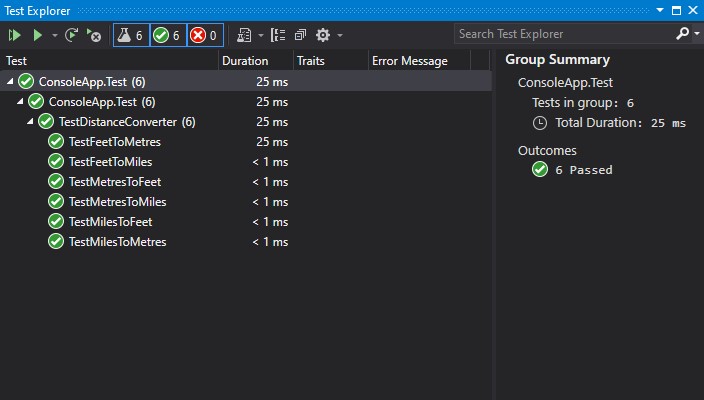 Test Explorer
6 6 0
Search Test Explorer
Test Duration Traits Error Message
ConsoleApp.Test (6) 25 ms
ConsoleApp.Test (6) 25 ms
TestDistanceConverter (6) 25 ms
TestFeetToMetres 25 ms
TestFeetToMiles < 1 ms
TestMetresToFeet < 1 ms
TestMetresToMiles < 1 ms
TestMilesToFeet < 1 ms
TestMilesToMetres < 1 ms
Group Summary
ConsoleApp.Test
Tests in group: 6
Total Duration: 25 ms
Outcomes
6 Passed